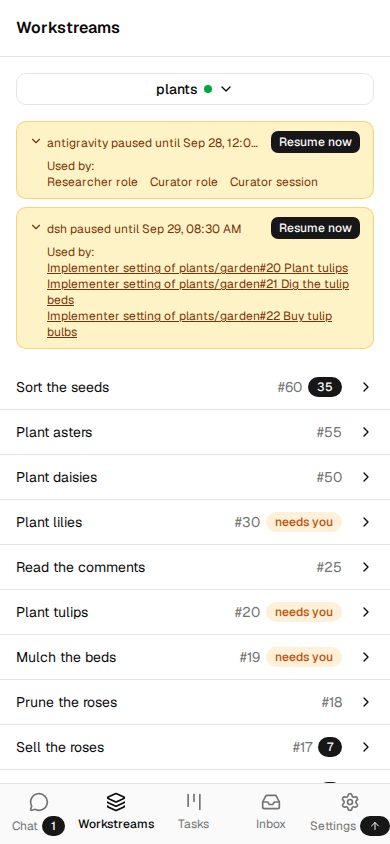 Workstreams
plants
antigravity paused until Sep 28, 12:0... Resume now
Used by:
Researcher role Curator role Curator session
dsh paused until Sep 29, 08:30 AM Resume now
Used by:
Implementer setting of plants/garden#20 Plant tulips
Implementer setting of plants/garden#21 Dig the tulip
beds
Implementer setting of plants/garden#22 Buy tulip
bulbs
Sort the seeds #60 35
Plant asters #55
Plant daisies #50
Plant lilies #30 needs you
Read the comments #25
Plant tulips #20 needs you
Mulch the beds #19 needs you
Prune the roses #18
Sell the roses #17 7
Chat 1 Workstreams Tasks Inbox Settings ↑